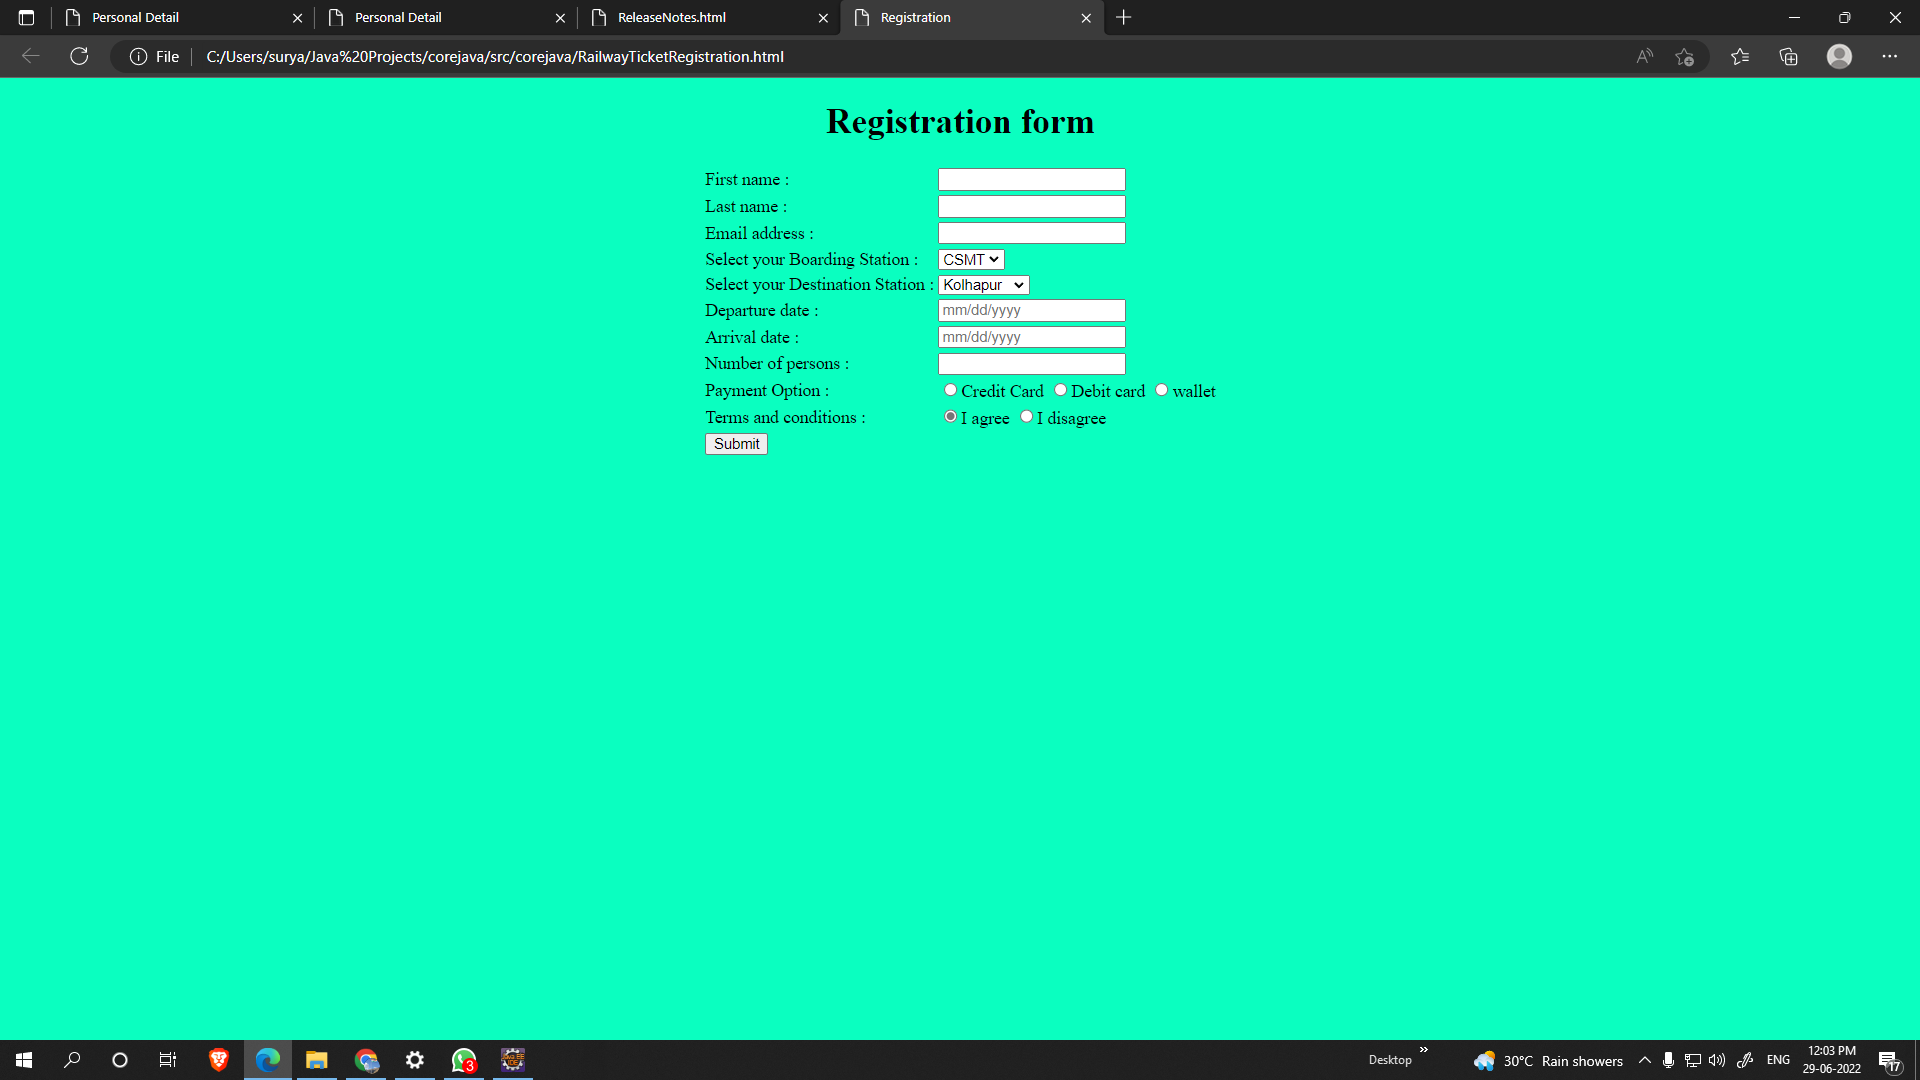 Personal Detail
Personal Detail
ReleaseNotes.html
Registration
File
C:/Users/surya/Java%20Projects/corejava/src/corejava/RailwayTicketRegistration.html
Registration form
First name :
Last name :
Email address :
Select your Boarding Station : CSMT
Select your Destination Station : Kolhapur
Departure date : mm/dd/yyyy
Arrival date : mm/dd/yyyy
Number of persons :
Payment Option : Credit Card Debit card wallet
Terms and conditions : I agree I disagree
Submit
3
Java EE
IDE
Desktop
30°C Rain showers
ENG
12:03 PM
29-06-2022
17